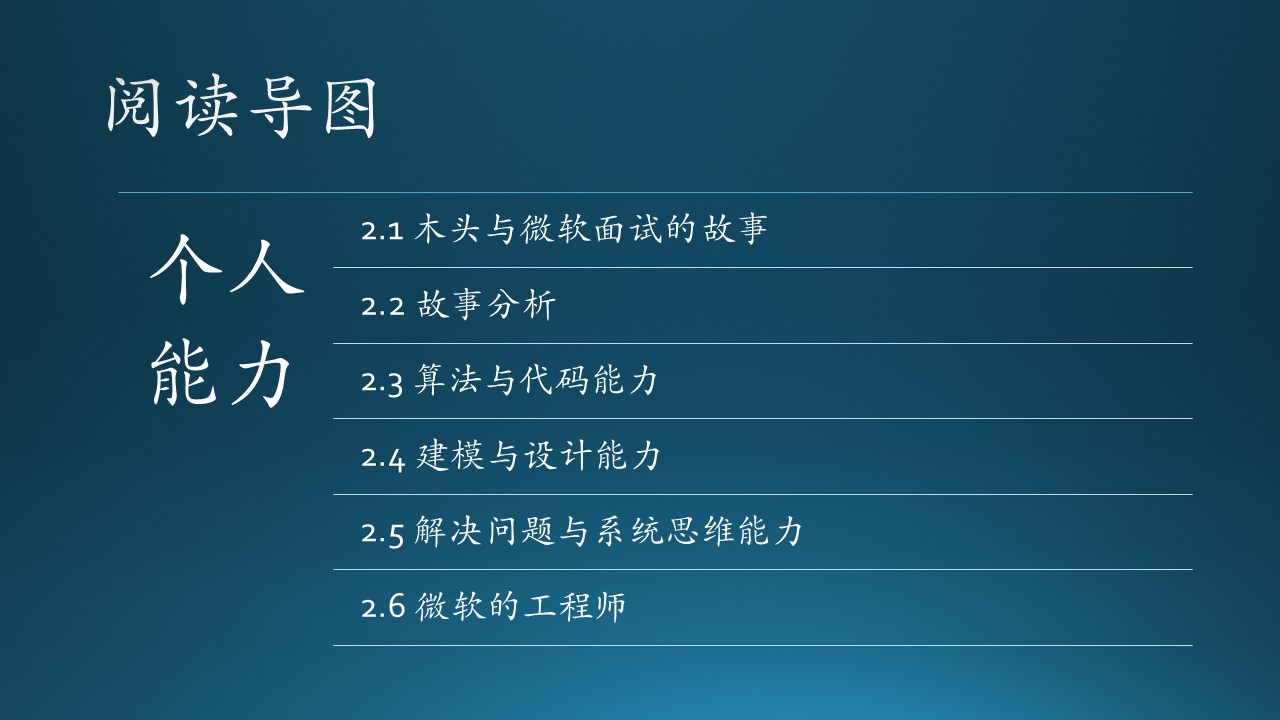 阅读导图
个人
能力
2.1 木头与微软面试的故事
2.2 故事分析
2.3 算法与代码能力
2.4 建模与设计能力
2.5 解决问题与系统思维能力
2.6 微软的工程师